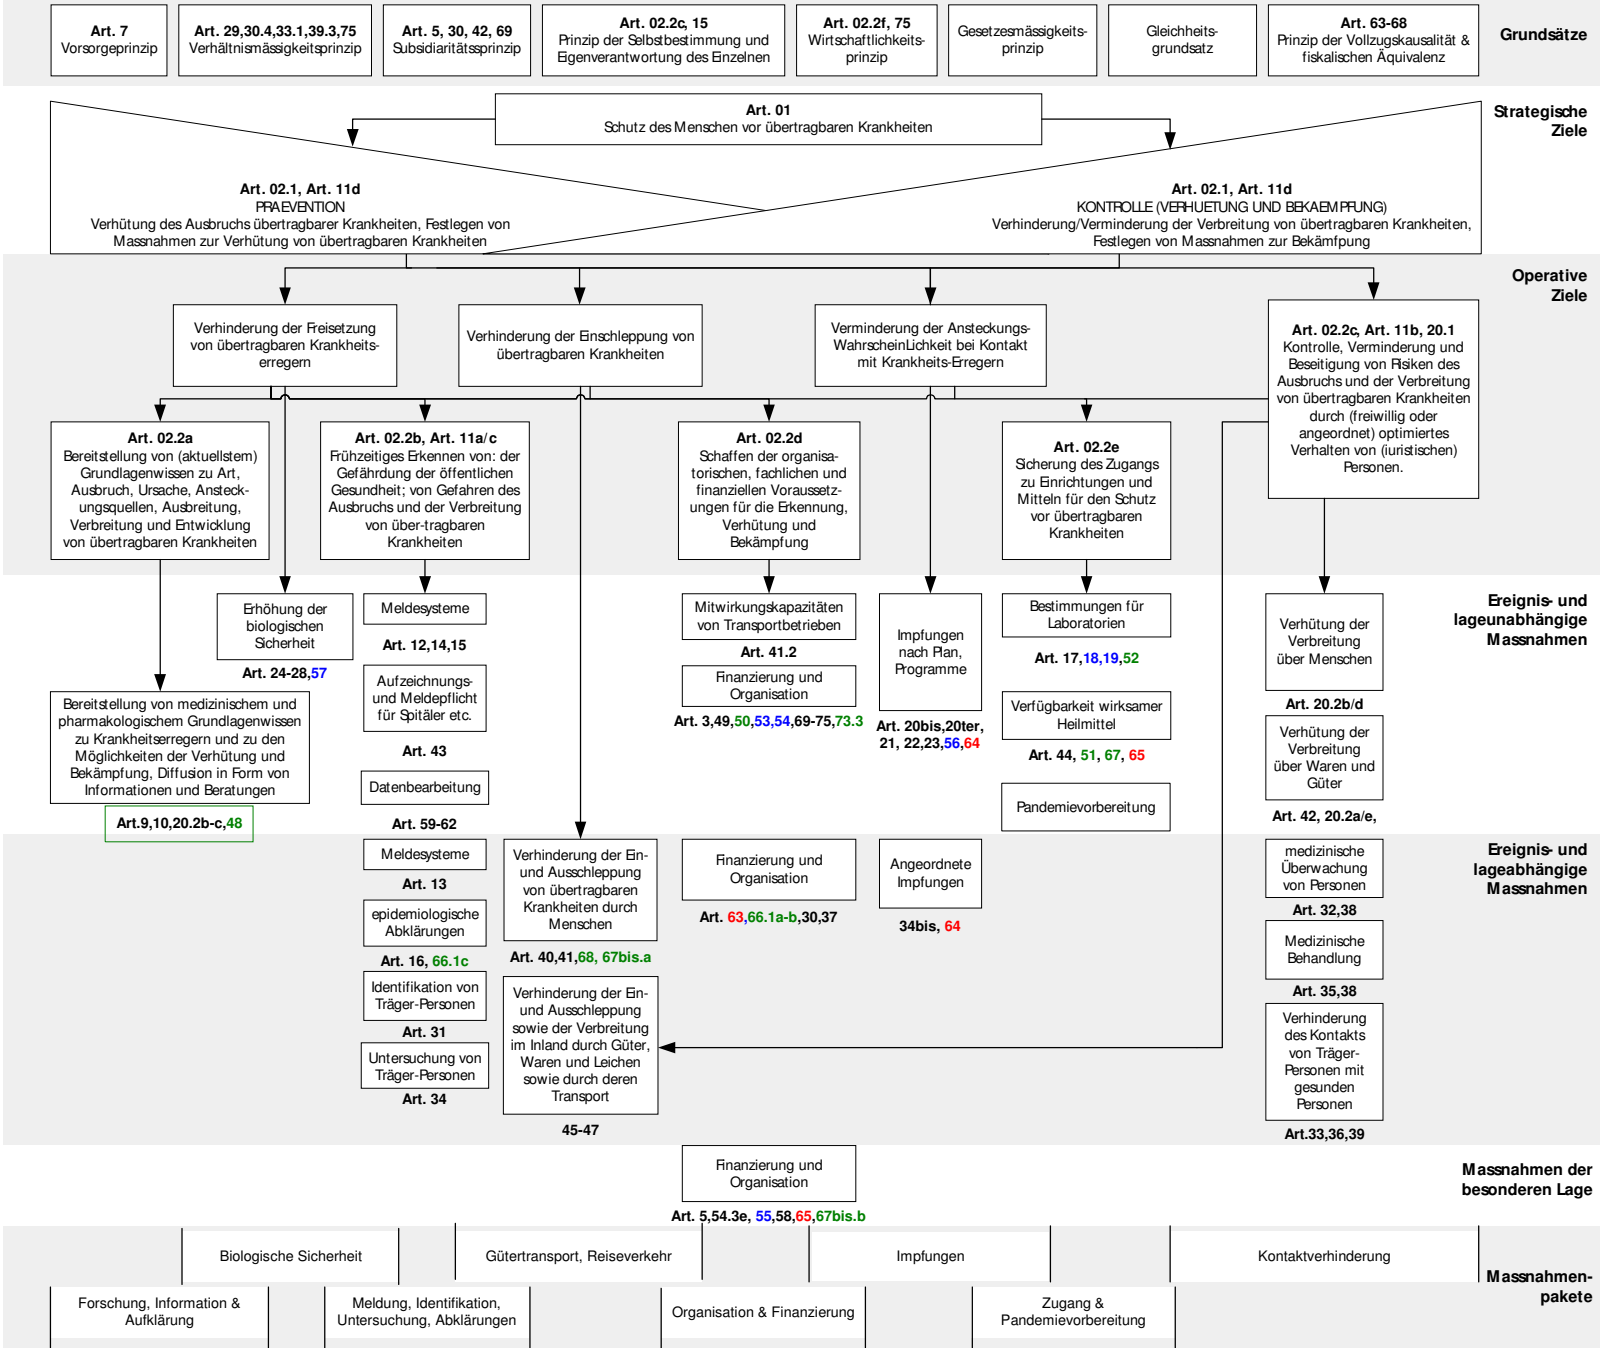 Art. 7
Vorsorgeprinzip
Art. 29,30.4,33.1,39.3,75
Verhältnismässigkeitsprinzip
Art. 5, 30, 42, 69
Subsidiaritätssprinzip
Art. 02.2c, 15
Prinzip der Selbstbestimmung und
Eigenverantwortung des Einzelnen
Art. 02.2f, 75
Wirtschaftlichkeits-
prinzip
Gesetzesmässigkeits-
prinzip
Gleichheits-
grundsatz
Art. 63-68
Prinzip der Vollzugskausalität &
fiskalischen Äquivalenz
Grundsätze
Art. 01
Schutz des Menschen vor übertragbaren Krankheiten
Strategische
Ziele
Art. 02.1, Art. 11d
PRAEVENTION
Verhütung des Ausbruchs übertragbarer Krankheiten, Festlegen von
Massnahmen zur Verhütung von übertragbaren Krankheiten
Art. 02.1, Art. 11d
KONTROLLE (VERHUETUNG UND BEKAEMPFUNG)
Verhinderung/Verminderung der Verbreitung von übertragbaren Krankheiten,
Festlegen von Massnahmen zur Bekämfpung
Operative
Ziele
Verhinderung der Freisetzung
von übertragbaren Krankheits-
erregern
Verhinderung der Einschleppung von
übertragbaren Krankheiten
Verminderung der Ansteckungs-
WahrscheinLichkeit bei Kontakt
mit Krankheits-Erregern
Art. 02.2c, Art. 11b, 20.1
Kontrolle, Verminderung und
Beseitigung von Risiken des
Ausbruchs und der Verbreitung
von übertragbaren Krankheiten
durch (freiwillig oder
angeordnet) optimiertes
Verhalten von (iuristischen)
Personen.
Art. 02.2a
Bereitstellung von (aktuellstem)
Grundlagenwissen zu Art,
Ausbruch, Ursache, Ansteck-
ungsquellen, Ausbreitung,
Verbreitung und Entwicklung
von übertragbaren Krankheiten
Art. 02.2b, Art. 11a/c
Frühzeitiges Erkennen von: der
Gefährdung der öffentlichen
Gesundheit; von Gefahren des
Ausbruchs und der Verbreitung
von über-tragbaren
Krankheiten
Art. 02.2d
Schaffen der organisa-
torischen, fachlichen und
finanziellen Voraussetz-
ungen für die Erkennung,
Verhütung und
Bekämpfung
Art. 02.2e
Sicherung des Zugangs
zu Einrichtungen und
Mitteln für den Schutz
vor übertragbaren
Krankheiten
Ereignis- und
lageunabhängige
Massnahmen
Erhöhung der
biologischen
Sicherheit
Art. 24-28,57
Bereitstellung von medizinischem und
pharmakologischem Grundlagenwissen
zu Krankheitserregern und zu den
Möglichkeiten der Verhütung und
Bekämpfung, Diffusion in Form von
Informationen und Beratungen
Art.9,10,20.2b-c,48
Meldesysteme
Art. 12,14,15
Aufzeichnungs-
und Meldepflicht
für Spitäler etc.
Art. 43
Datenbearbeitung
Art. 59-62
Mitwirkungskapazitäten
von Transportbetrieben
Art. 41.2
Finanzierung und
Organisation
Art. 3,49,50,53,54,69-75,73.3
Impfungen
nach Plan,
Programme
Art. 20bis,20ter,
21, 22,23,56,64
Bestimmungen für
Laboratorien
Art. 17,18,19,52
Verfügbarkeit wirksamer
Heilmittel
Art. 44, 51, 67, 65
Pandemievorbereitung
Verhütung der
Verbreitung
über Menschen
Art. 20.2b/d
Verhütung der
Verbreitung
über Waren und
Güter
Art. 42, 20.2a/e,
Ereignis- und
lageabhängige
Massnahmen
Meldesysteme
Art. 13
epidemiologische
Abklärungen
Art. 16, 66.1c
Identifikation von
Träger-Personen
Art. 31
Untersuchung von
Träger-Personen
Art. 34
Verhinderung der Ein-
und Ausschleppung
von übertragbaren
Krankheiten durch
Menschen
Art. 40,41,68, 67bis.a
Verhinderung der Ein-
und Ausschleppung
sowie der Verbreitung
im Inland durch Güter,
Waren und Leichen
sowie durch deren
Transport
45-47
Finanzierung und
Organisation
Art. 63,66.1a-b,30,37
Angeordnete
Impfungen
34bis, 64
medizinische
Überwachung
von Personen
Art. 32,38
Medizinische
Behandlung
Art. 35,38
Verhinderung
des Kontakts
von Träger-
Personen mit
gesunden
Personen
Art.33,36,39
Finanzierung und
Organisation
Art. 5,54.3e, 55,58,65,67bis.b
Massnahmen der
besonderen Lage
Biologische Sicherheit
Gütertransport, Reiseverkehr
Impfungen
Kontaktverhinderung
Massnahmen-
pakete
Forschung, Information &
Aufklärung
Meldung, Identifikation,
Untersuchung, Abklärungen
Organisation & Finanzierung
Zugang &
Pandemievorbereitung